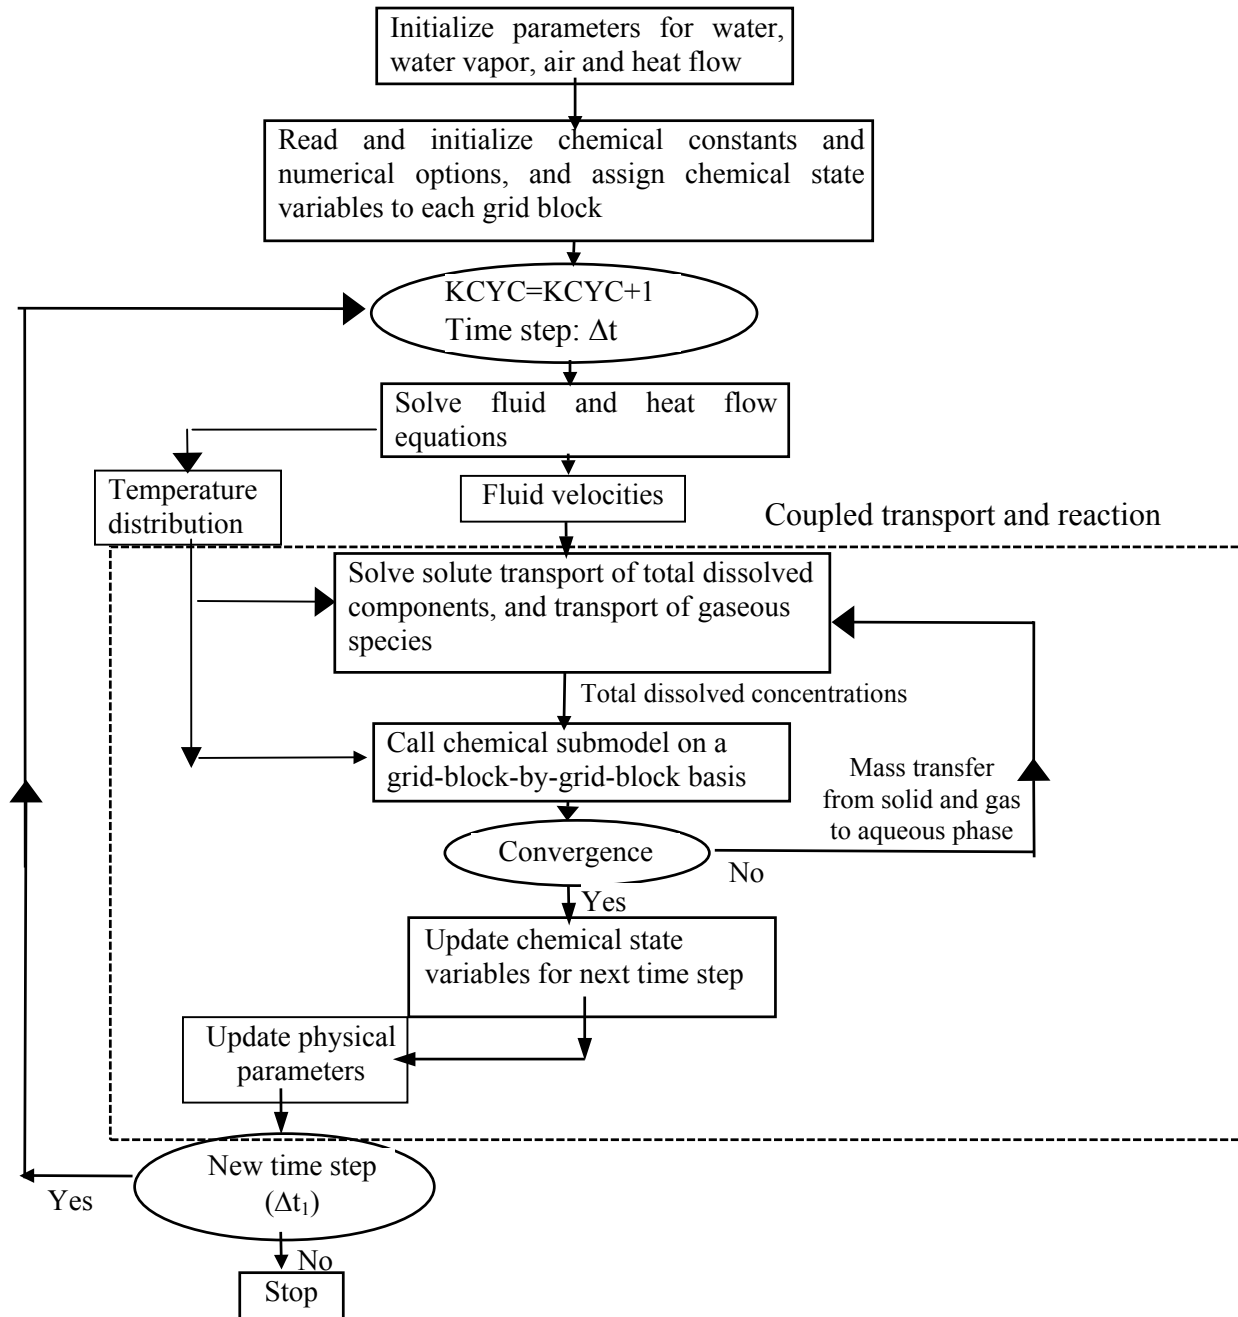 Initialize parameters for water,
water vapor, air and heat flow
Read and initialize chemical constants and
numerical options, and assign chemical state
variables to each grid block
KCYC=KCYC+1
Time step: Δt
Solve fluid and heat flow
equations
Temperature
distribution
Fluid velocities
Coupled transport and reaction
Solve solute transport of total dissolved
components, and transport of gaseous
species
Total dissolved concentrations
Call chemical submodel on a
grid-block-by-grid-block basis
Mass transfer
from solid and gas
to aqueous phase
Convergence
No
Yes
Update chemical state
variables for next time step
Update physical
parameters
New time step
(Δt₁)
Yes
No
Stop